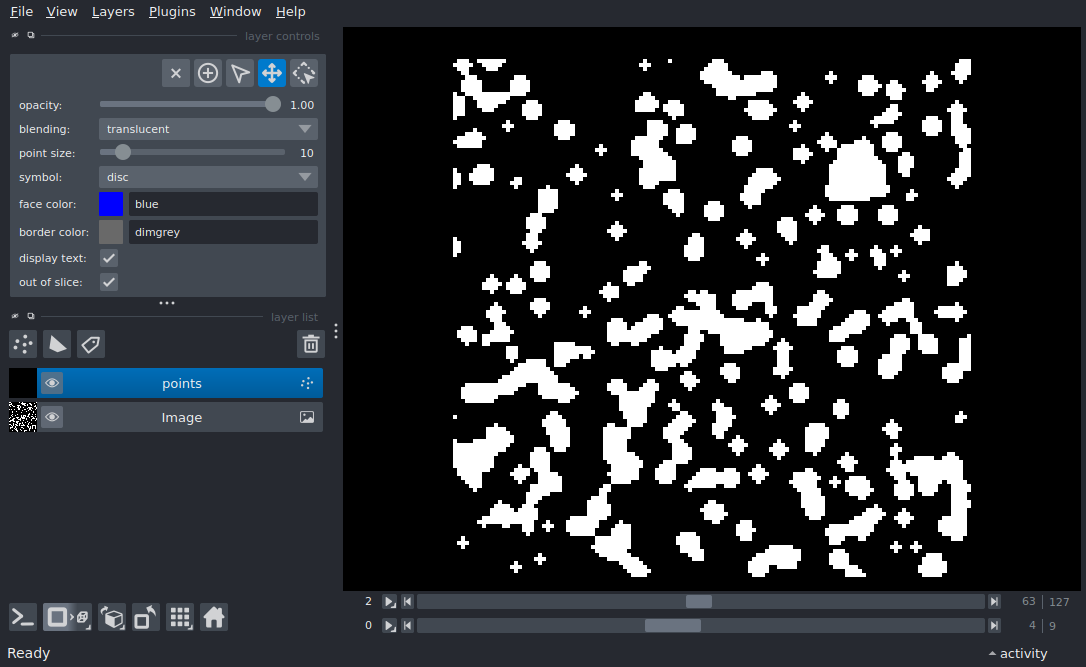 File View Layers Plugins Window Help
layer controls
opacity: 1.00
blending: translucent
point size: 10
symbol: disc
face color: blue
border color: dimgrey
display text:
out of slice:
layer list
points
Image
2 63 127
0 4 9
Ready activity